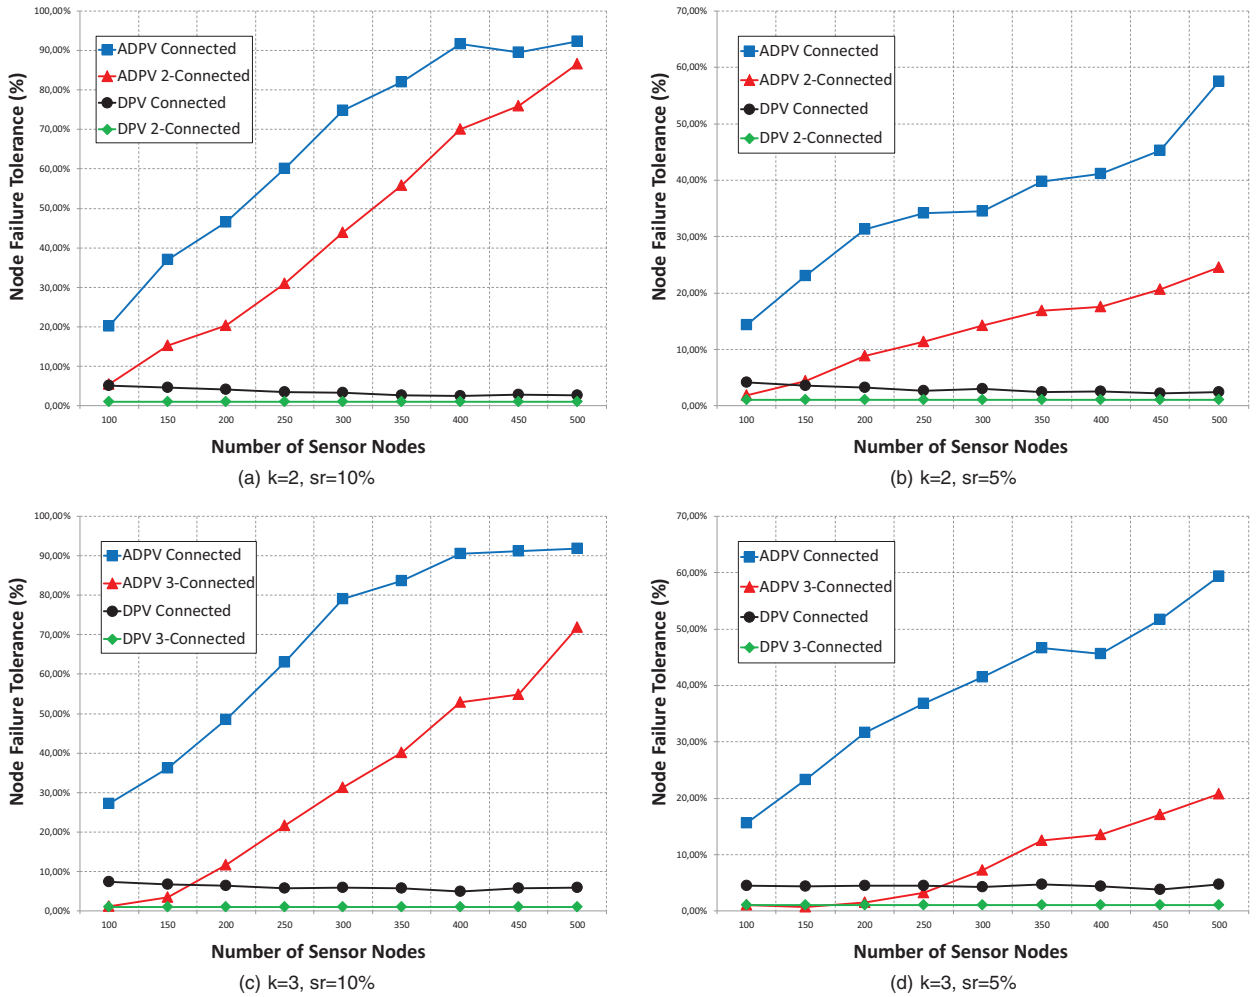 100,00%
90,00%
80,00%
70,00%
60,00%
50,00%
40,00%
30,00%
20,00%
10,00%
0,00%
Node Failure Tolerance (%)
ADPV Connected
ADPV 2-Connected
DPV Connected
DPV 2-Connected
100 150 200 250 300 350 400 450 500
Number of Sensor Nodes
(a) k=2, sr=10%
70,00%
60,00%
50,00%
40,00%
30,00%
20,00%
10,00%
0,00%
Node Failure Tolerance (%)
ADPV Connected
ADPV 2-Connected
DPV Connected
DPV 2-Connected
100 150 200 250 300 350 400 450 500
Number of Sensor Nodes
(b) k=2, sr=5%
100,00%
90,00%
80,00%
70,00%
60,00%
50,00%
40,00%
30,00%
20,00%
10,00%
0,00%
Node Failure Tolerance (%)
ADPV Connected
ADPV 3-Connected
DPV Connected
DPV 3-Connected
100 150 200 250 300 350 400 450 500
Number of Sensor Nodes
(c) k=3, sr=10%
70,00%
60,00%
50,00%
40,00%
30,00%
20,00%
10,00%
0,00%
Node Failure Tolerance (%)
ADPV Connected
ADPV 3-Connected
DPV Connected
DPV 3-Connected
100 150 200 250 300 350 400 450 500
Number of Sensor Nodes
(d) k=3, sr=5%